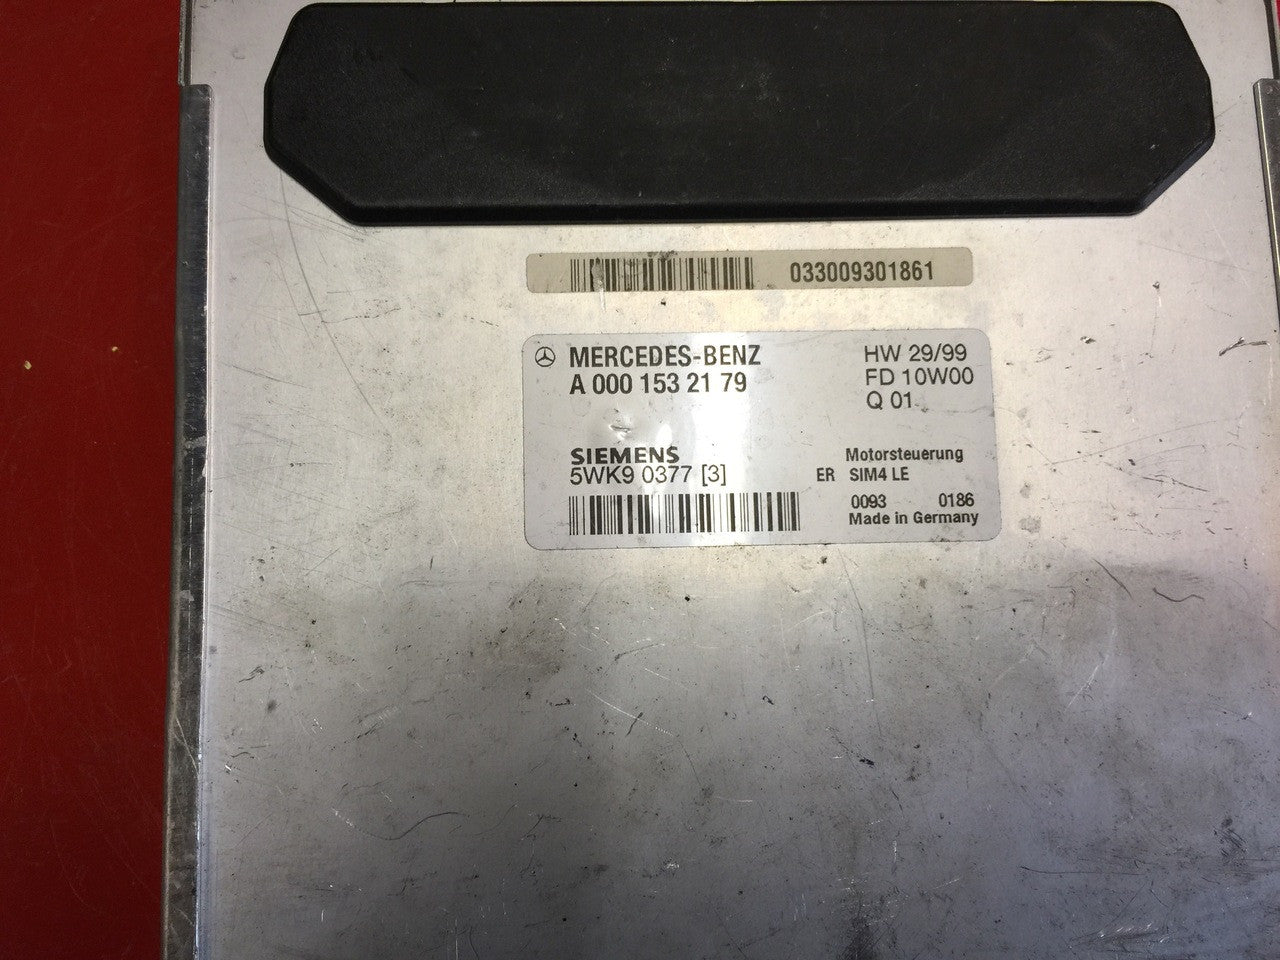 033009301861
MERCEDES-BENZ HW 29/99
A 000 153 21 79 FD 10W00
Q 01
SIEMENS Motorsteuerung
5WK9 0377 [3] ER SIM4 LE
0093 0186
Made in Germany